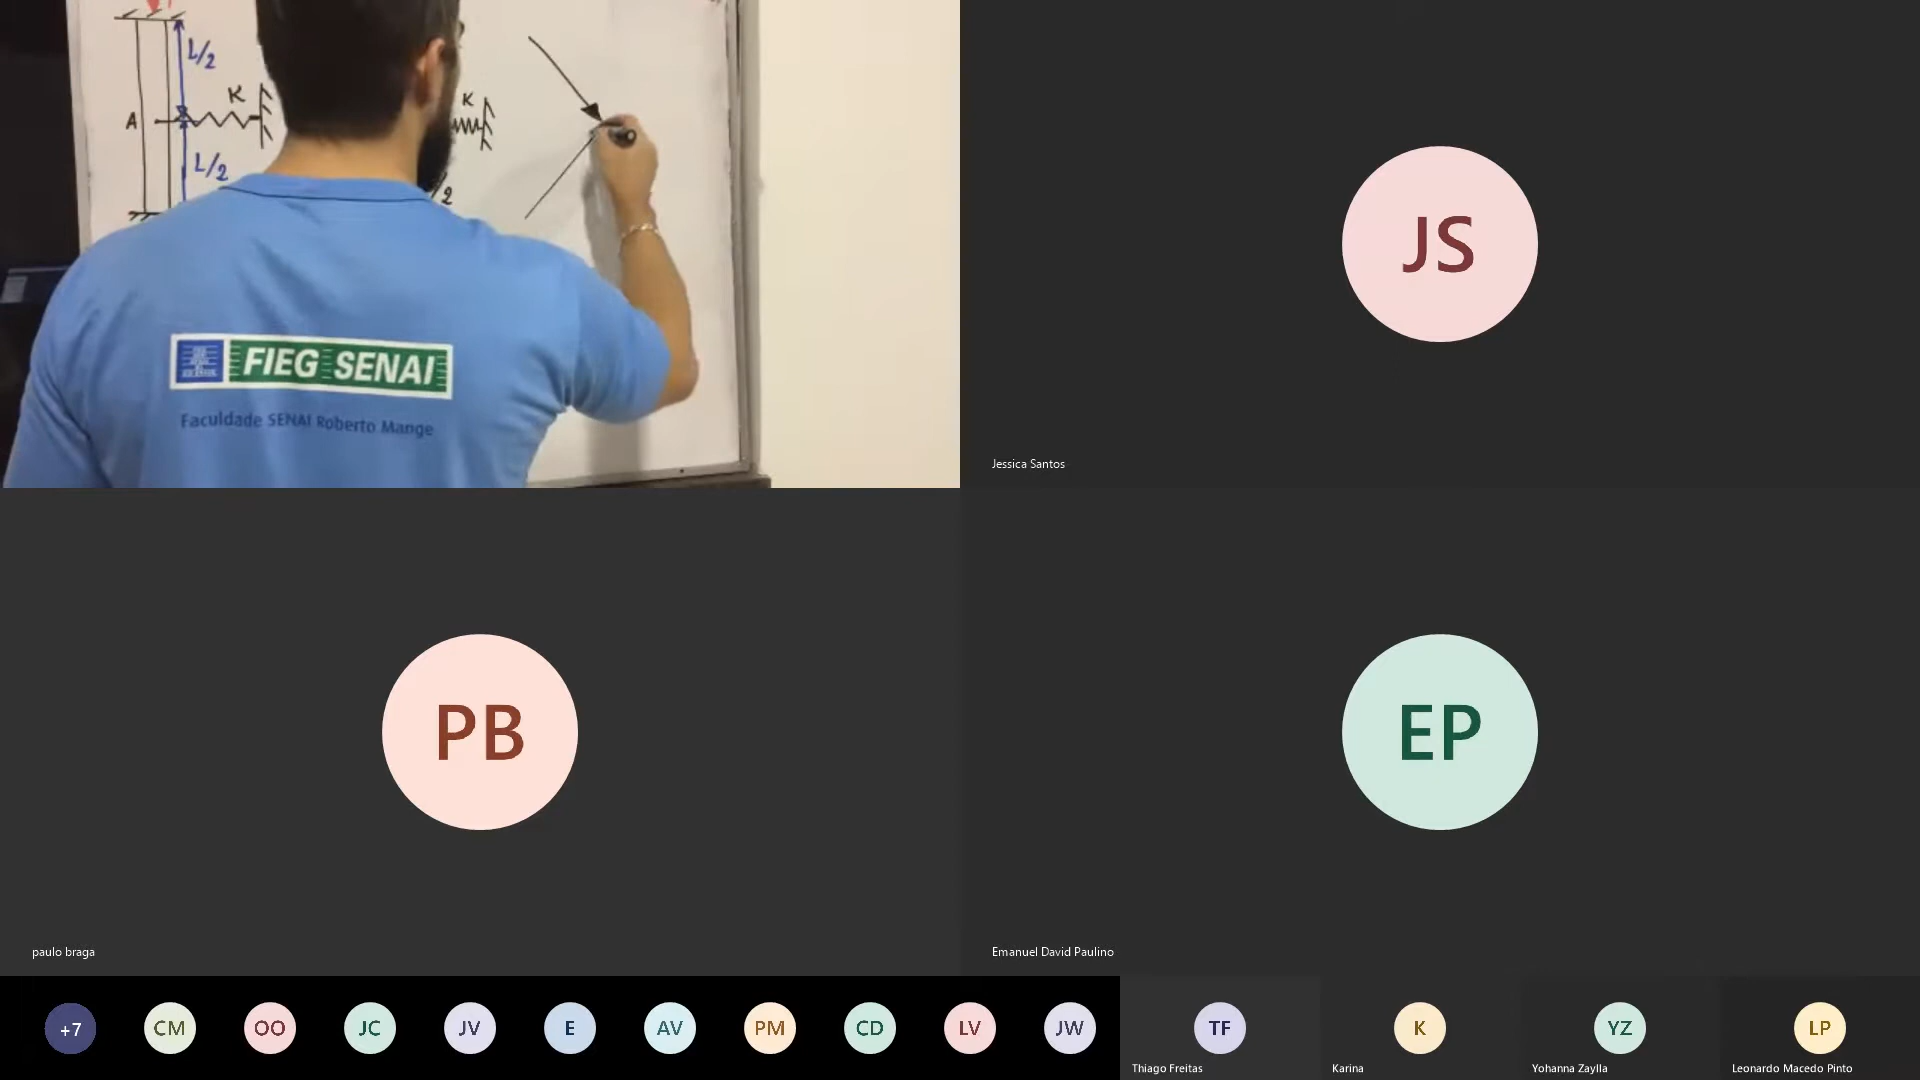 L/2
K
A
L/2
K
/2
FIEG SENAI
Faculdade SENAI Roberto Mange
JS
Jessica Santos
PB
paulo braga
EP
Emanuel David Paulino
+7
CM
OO
JC
JV
E
AV
PM
CD
LV
JW
TF
Thiago Freitas
K
Karina
YZ
Yohanna Zaylla
LP
Leonardo Macedo Pinto